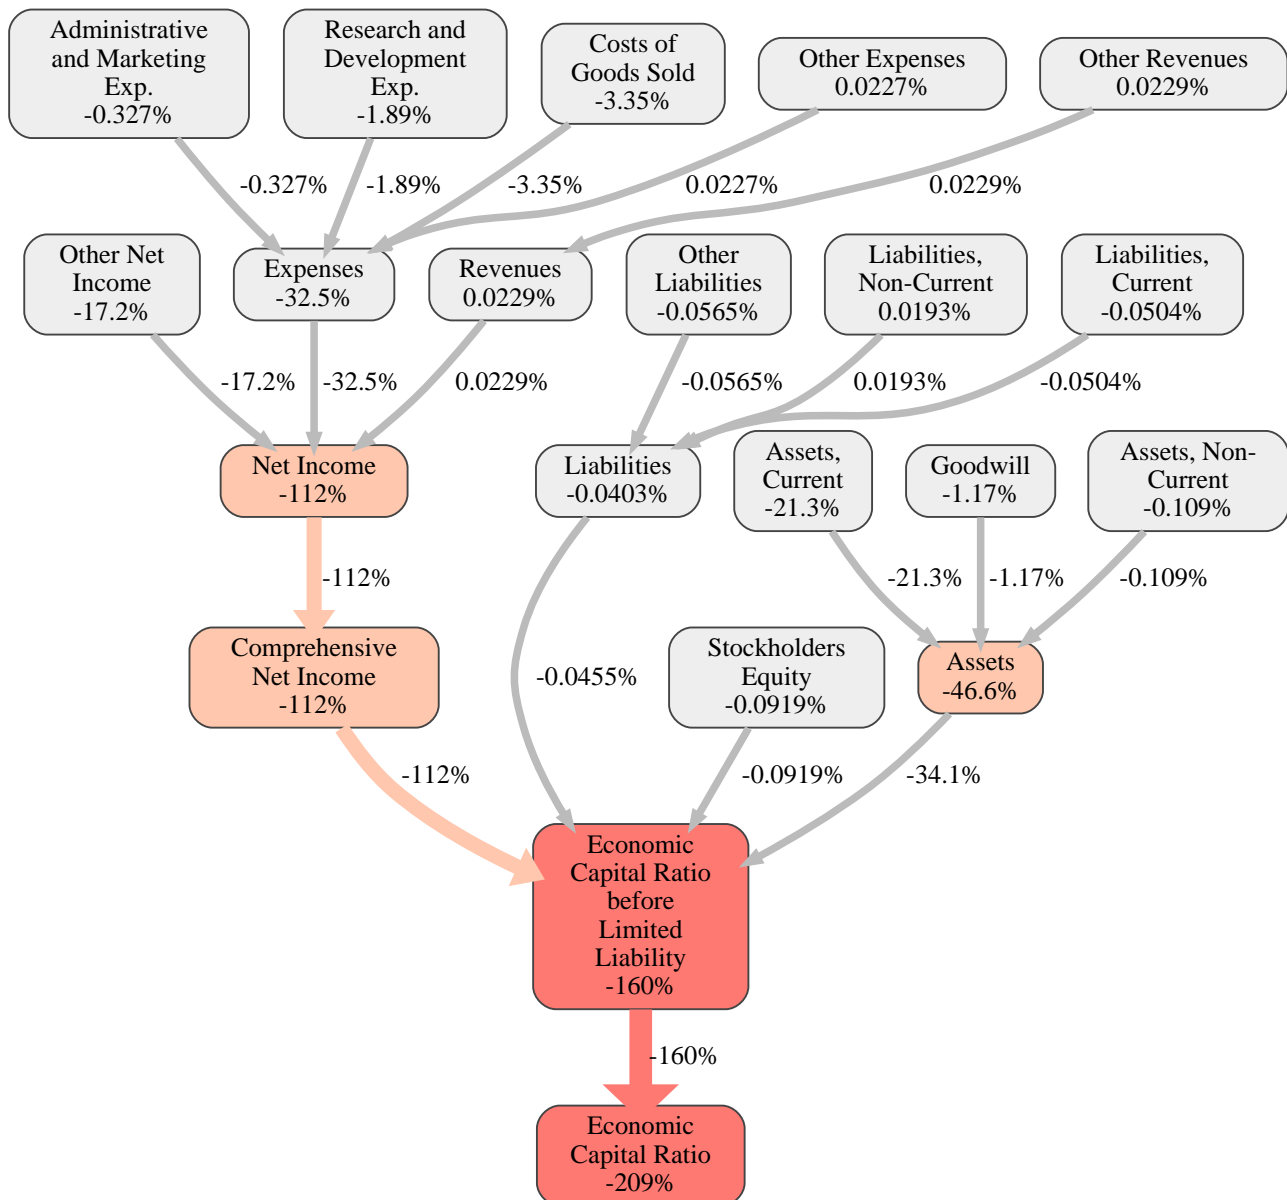 Administrative
and Marketing
Exp.
-0.327%
Research and
Development
Exp.
-1.89%
Costs of
Goods Sold
-3.35%
Other Expenses
0.0227%
Other Revenues
0.0229%
-0.327%
-1.89%
-3.35%
0.0227%
0.0229%
Other Net
Income
-17.2%
Expenses
-32.5%
Revenues
0.0229%
Other
Liabilities
-0.0565%
Liabilities,
Non-Current
0.0193%
Liabilities,
Current
-0.0504%
-17.2%
-32.5%
0.0229%
-0.0565%
0.0193%
-0.0504%
Net Income
-112%
Liabilities
-0.0403%
Assets,
Current
-21.3%
Goodwill
-1.17%
Assets, Non-
Current
-0.109%
-112%
-21.3%
-1.17%
-0.109%
Comprehensive
Net Income
-112%
-0.0455%
Stockholders
Equity
-0.0919%
Assets
-46.6%
-112%
-0.0919%
-34.1%
Economic
Capital Ratio
before
Limited
Liability
-160%
-160%
Economic
Capital Ratio
-209%